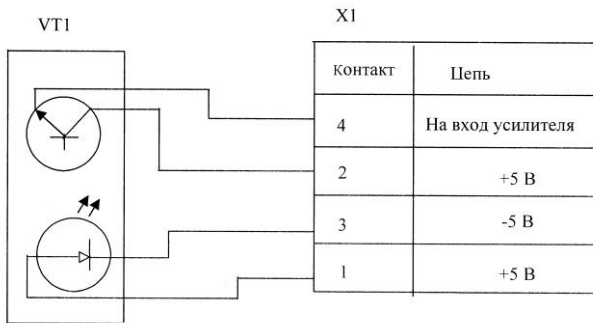 VT1
X1
Контакт Цепь
4 На вход усилителя
2 +5 В
3 -5 В
1 +5 В